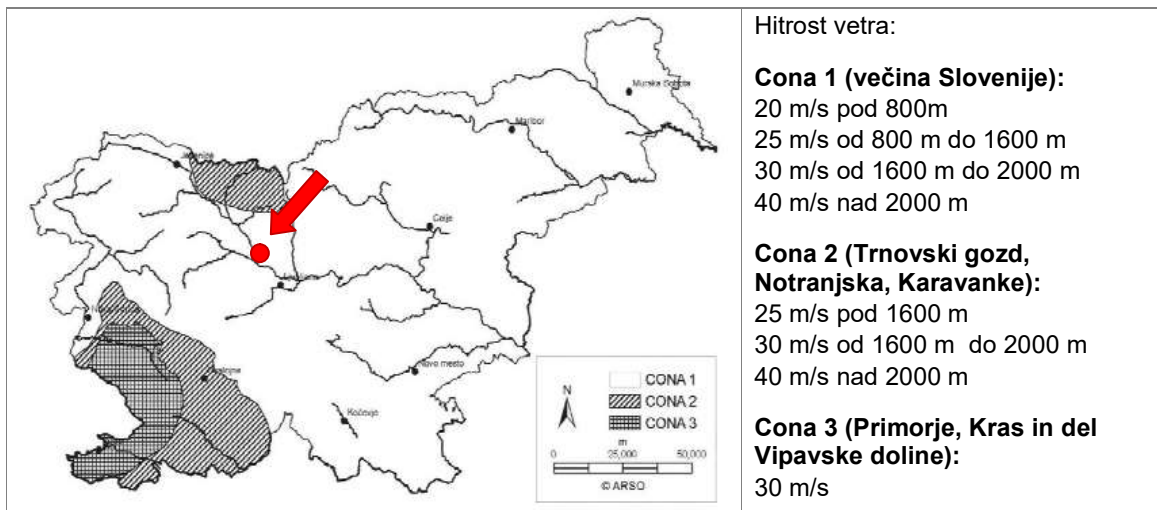 Murska Sobota
Maribor
Jesenice
Celje
Novo mesto
Kočevje
N
CONA 1
CONA 2
CONA 3
m
0 25,000 50,000
© ARSO
Hitrost vetra:
Cona 1 (večina Slovenije):
20 m/s pod 800m
25 m/s od 800 m do 1600 m
30 m/s od 1600 m do 2000 m
40 m/s nad 2000 m
Cona 2 (Trnovski gozd,
Notranjska, Karavanke):
25 m/s pod 1600 m
30 m/s od 1600 m do 2000 m
40 m/s nad 2000 m
Cona 3 (Primorje, Kras in del
Vipavske doline):
30 m/s